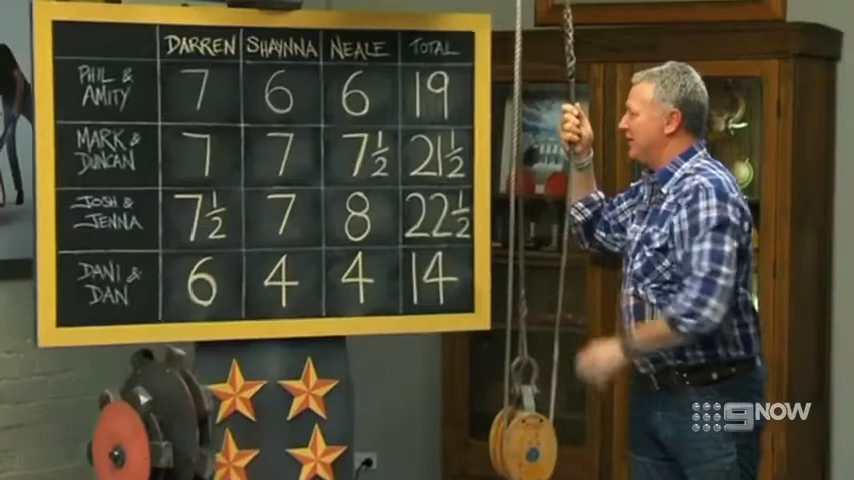 DARREN SHAYNNA NEALE TOTAL
PHIL & AMITY 7 6 6 19
MARK & DUNCAN 7 7 7½ 21½
JOSH & JENNA 7½ 7 8 22½
DANI & DAN 6 4 4 14
9NOW